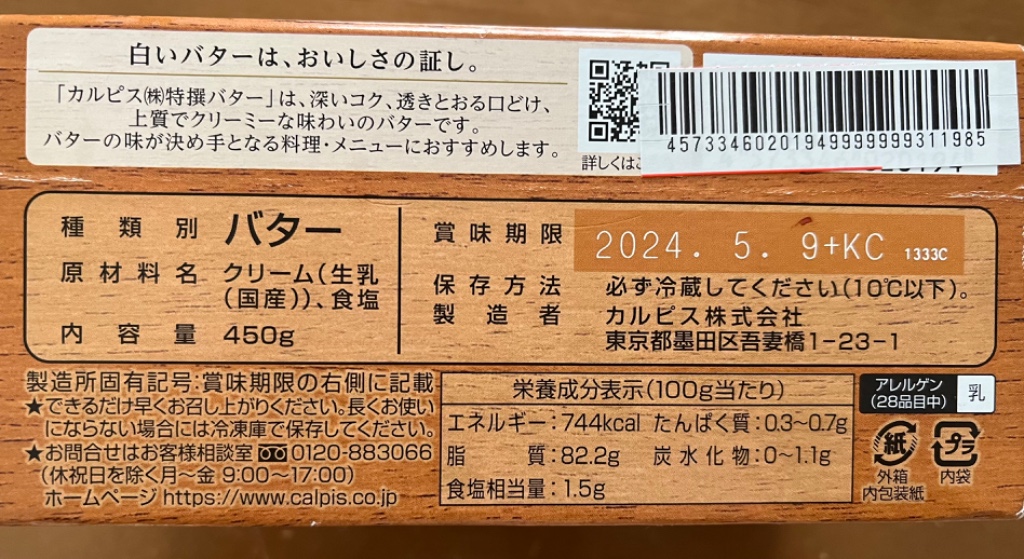 白いバターは、おいしさの証し。
「カルピス㈱特撰バター」は、深いコク、透きとおる口どけ、
上質でクリーミーな味わいのバターです。
バターの味が決め手となる料理・メニューにおすすめします。
詳しくはこ
45733460201949999999311985
種類別 バター
原材料名 クリーム(生乳
(国産))、食塩
内容量 450g
賞味期限 2024. 5. 9+KC 1333C
保存方法 必ず冷蔵してください(10℃以下)。
製造者 カルピス株式会社
東京都墨田区吾妻橋1-23-1
製造所固有記号:賞味期限の右側に記載
★できるだけ早くお召し上がりください。長くお使い
にならない場合には冷凍庫で保存してください。
★お問合せはお客様相談室 0120-883066
(休祝日を除く月~金 9:00~17:00)
ホームページ https://www.calpis.co.jp
栄養成分表示(100g当たり)
エネルギー:744kcal たんぱく質:0.3~0.7g
脂質:82.2g 炭水化物:0~1.1g
食塩相当量:1.5g
アレルゲン
(28品目中) 乳
紙
外箱
内包装紙
プラ
内袋